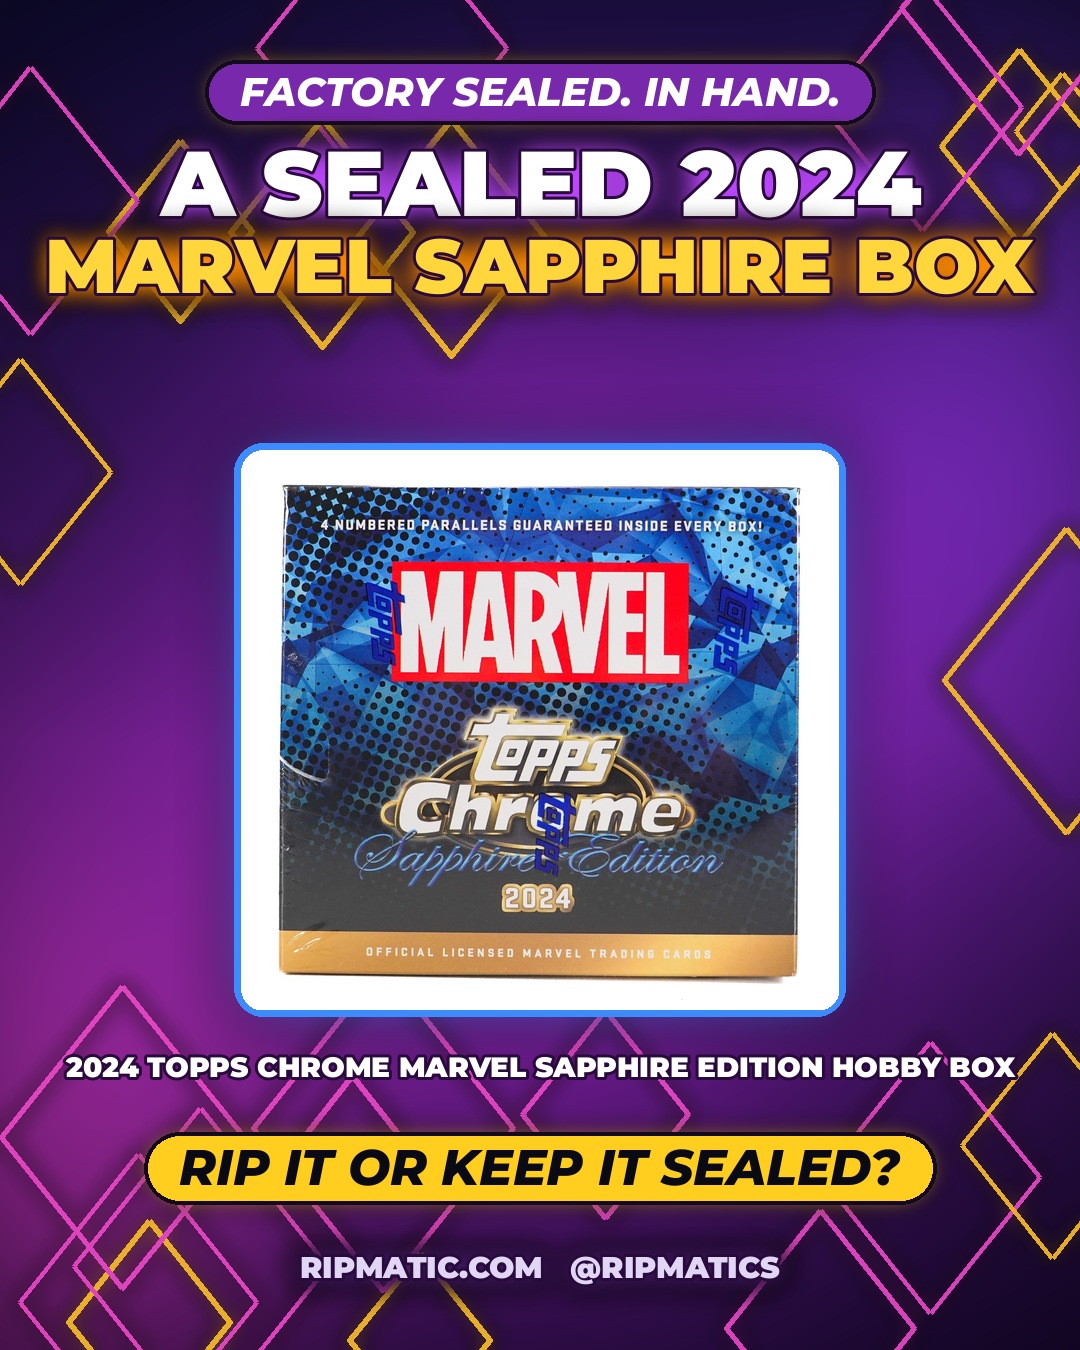 FACTORY SEALED. IN HAND.
A SEALED 2024
MARVEL SAPPHIRE BOX
4 NUMBERED PARALLELS GUARANTEED INSIDE EVERY BOX!
MARVEL
topps
topps
topps
Chrome
topps
Sapphire Edition
2024
OFFICIAL LICENSED MARVEL TRADING CARDS
2024 TOPPS CHROME MARVEL SAPPHIRE EDITION HOBBY BOX
RIP IT OR KEEP IT SEALED?
RIPMATIC.COM @RIPMATICS